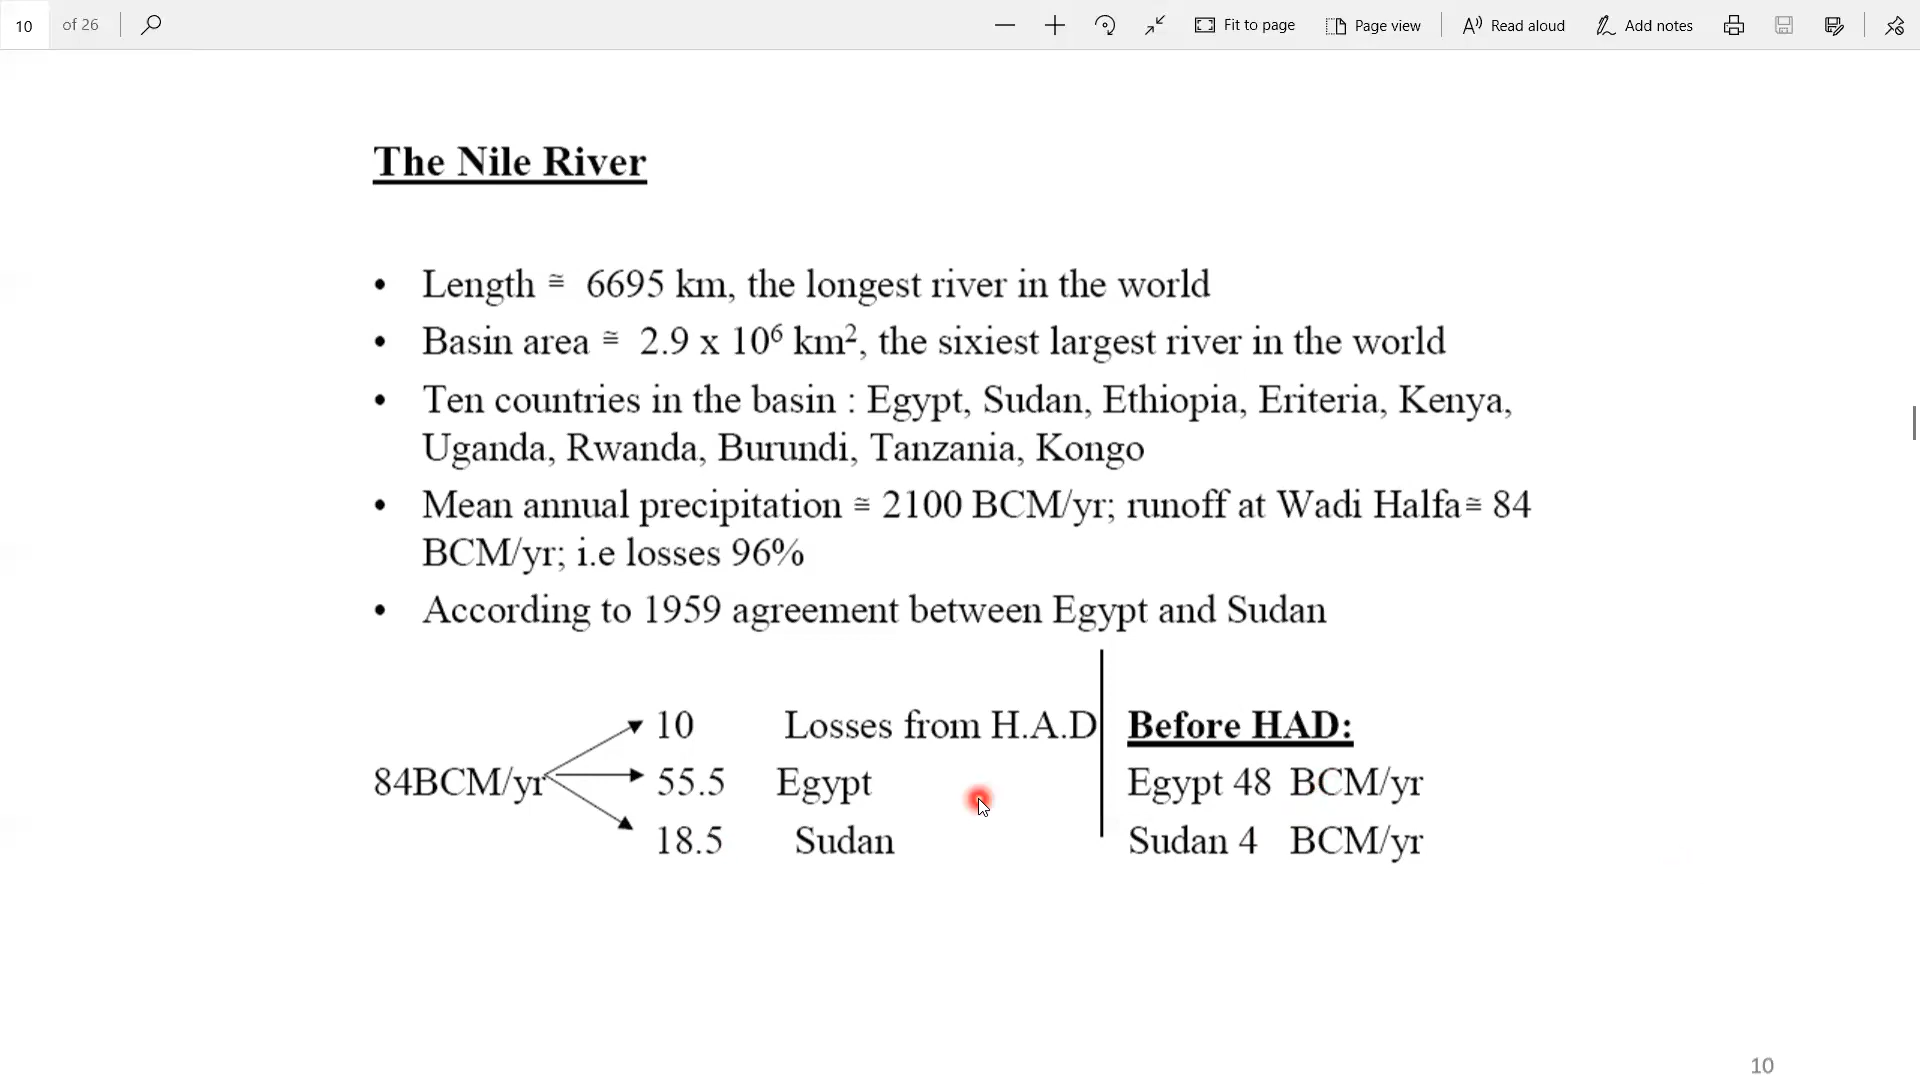 10 of 26 Fit to page Page view Read aloud Add notes
The Nile River
• Length ≅ 6695 km, the longest river in the world
• Basin area ≅ 2.9 x 10⁶ km², the sixiest largest river in the world
• Ten countries in the basin : Egypt, Sudan, Ethiopia, Eriteria, Kenya,
Uganda, Rwanda, Burundi, Tanzania, Kongo
• Mean annual precipitation ≅ 2100 BCM/yr; runoff at Wadi Halfa≅ 84
BCM/yr; i.e losses 96%
• According to 1959 agreement between Egypt and Sudan
10 Losses from H.A.D Before HAD:
84BCM/yr 55.5 Egypt Egypt 48 BCM/yr
18.5 Sudan Sudan 4 BCM/yr
10